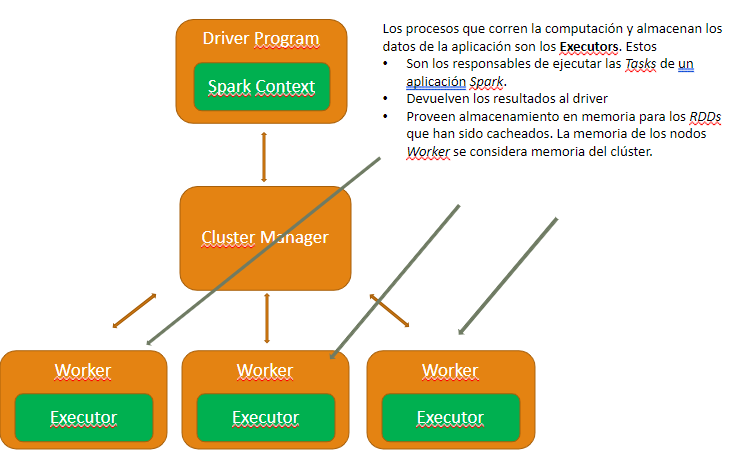 Driver Program
Spark Context
Los procesos que corren la computación y almacenan los
datos de la aplicación son los Executors. Estos
• Son los responsables de ejecutar las Tasks de un
aplicación Spark.
• Devuelven los resultados al driver
• Proveen almacenamiento en memoria para los RDDs
que han sido cacheados. La memoria de los nodos
Worker se considera memoria del clúster.
Cluster Manager
Worker
Executor
Worker
Executor
Worker
Executor